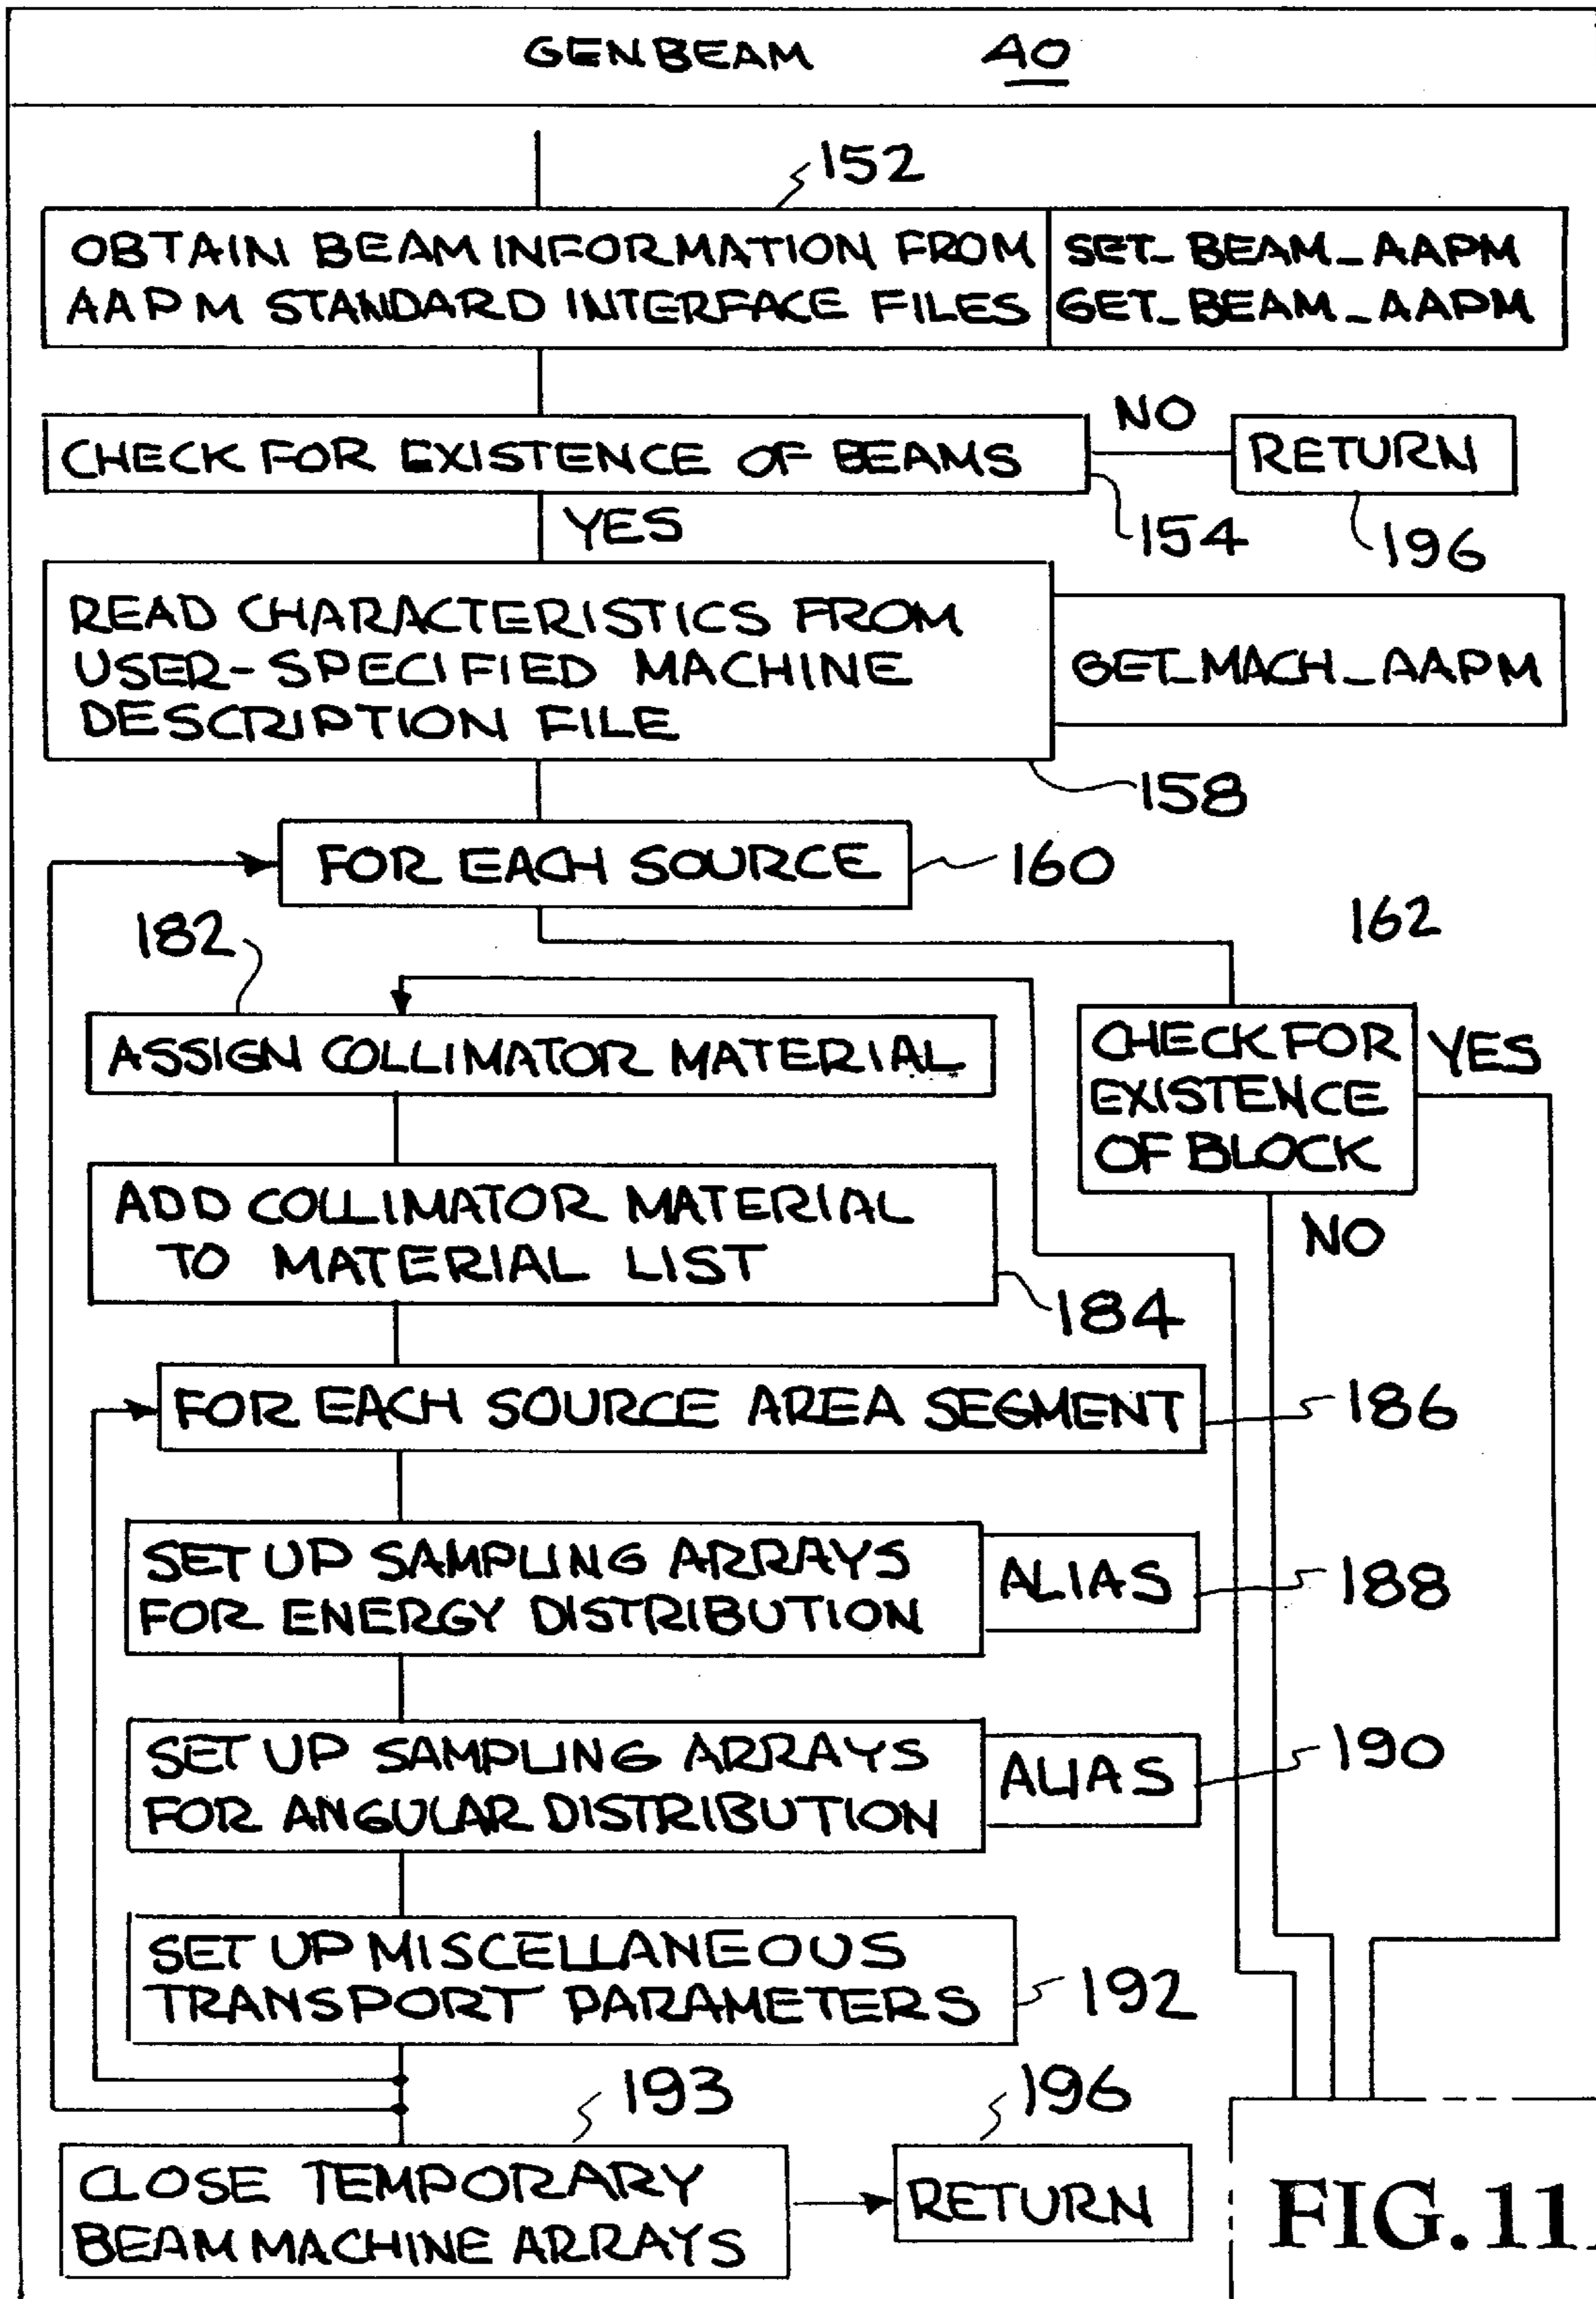 GENBEAM 40
152
OBTAIN BEAM INFORMATION FROM
AAPM STANDARD INTERFACE FILES
SET_BEAM_AAPM
GET_BEAM_AAPM
CHECK FOR EXISTENCE OF BEAMS
NO
RETURN
YES
154
196
READ CHARACTERISTICS FROM
USER-SPECIFIED MACHINE
DESCRIPTION FILE
GET_MACH_AAPM
158
FOR EACH SOURCE
160
162
182
ASSIGN COLLIMATOR MATERIAL
CHECK FOR
EXISTENCE
OF BLOCK
YES
NO
ADD COLLIMATOR MATERIAL
TO MATERIAL LIST
184
FOR EACH SOURCE AREA SEGMENT
186
SET UP SAMPLING ARRAYS
FOR ENERGY DISTRIBUTION
ALIAS
188
SET UP SAMPLING ARRAYS
FOR ANGULAR DISTRIBUTION
ALIAS
190
SET UP MISCELLANEOUS
TRANSPORT PARAMETERS
192
193
196
CLOSE TEMPORARY
BEAM MACHINE ARRAYS
RETURN
FIG. 11